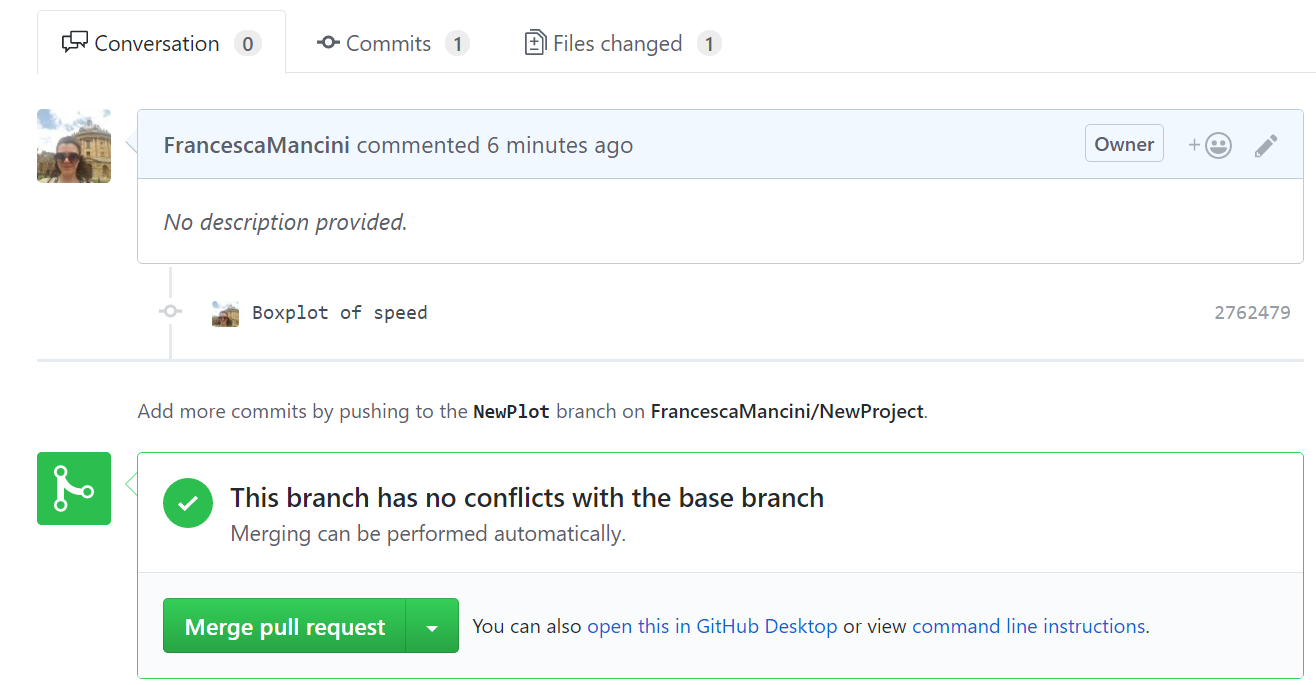 Conversation 0 Commits 1 Files changed 1
FrancescaMancini commented 6 minutes ago Owner
No description provided.
Boxplot of speed 2762479
Add more commits by pushing to the NewPlot branch on FrancescaMancini/NewProject.
This branch has no conflicts with the base branch
Merging can be performed automatically.
Merge pull request You can also open this in GitHub Desktop or view command line instructions.